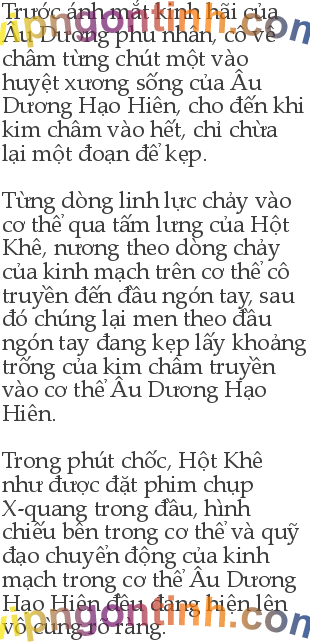 Trước ánh mắt kinh hãi của
Âu Dương phu nhân, cô về
châm từng chút một vào
huyệt xương sống của Âu
Dương Hạo Hiên, cho đến khi
kim châm vào hết, chỉ chừa
lại một đoạn để kẹp.
Từng dòng linh lực chảy vào
cơ thể qua tấm lưng của Hột
Khê, nương theo dòng chảy
của kinh mạch trên cơ thể cô
truyền đến đầu ngón tay, sau
đó chúng lại men theo đầu
ngón tay đang kẹp lấy khoảng
trống của kim châm truyền
vào cơ thể Âu Dương Hạo
Hiên.
Trong phút chốc, Hột Khê
như được đặt phim chụp
X-quang trong đầu, hình
chiếu bên trong cơ thể và quỹ
đạo chuyển động của kinh
mạch trong cơ thể Âu Dương
Hạo Hiên đều đang hiện lên
vô cùng rõ ràng.
vipngontinh.com
vipngontinh.com